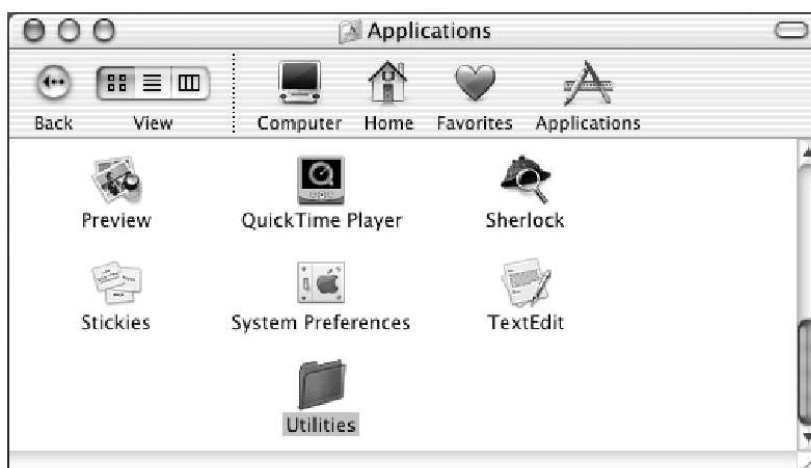 Applications
Back View Computer Home Favorites Applications
Preview QuickTime Player Sherlock
Stickies System Preferences TextEdit
Utilities